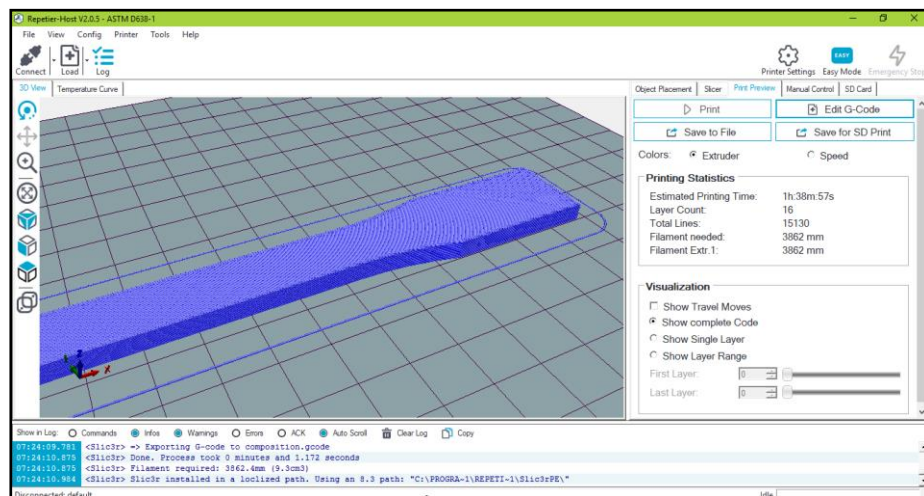 Repetier-Host V2.0.5 - ASTM D638-1
File View Config Printer Tools Help
Connect Load Log Printer Settings Easy Mode Emergency Stop
EASY
3D View Temperature Curve
Object Placement Slicer Print Preview Manual Control SD Card
Print Edit G-Code
Save to File Save for SD Print
Colors: Extruder Speed
Printing Statistics
Estimated Printing Time: 1h:38m:57s
Layer Count: 16
Total Lines: 15130
Filament needed: 3862 mm
Filament Extr.1: 3862 mm
Visualization
Show Travel Moves
Show complete Code
Show Single Layer
Show Layer Range
First Layer: 0
Last Layer: 0
Z
X
Show in Log: Commands Infos Warnings Errors ACK Auto Scroll Clear Log Copy
07:24:09.781 <Slic3r> => Exporting G-code to composition.gcode
07:24:10.875 <Slic3r> Done. Process took 0 minutes and 1.172 seconds
07:24:10.875 <Slic3r> Filament required: 3862.4mm (9.3cm3)
07:24:10.984 <Slic3r> Slic3r installed in a loclized path. Using an 8.3 path: "C:\PROGRA~1\REPETI~1\Slic3rPE\"
Disconnected: default Idle